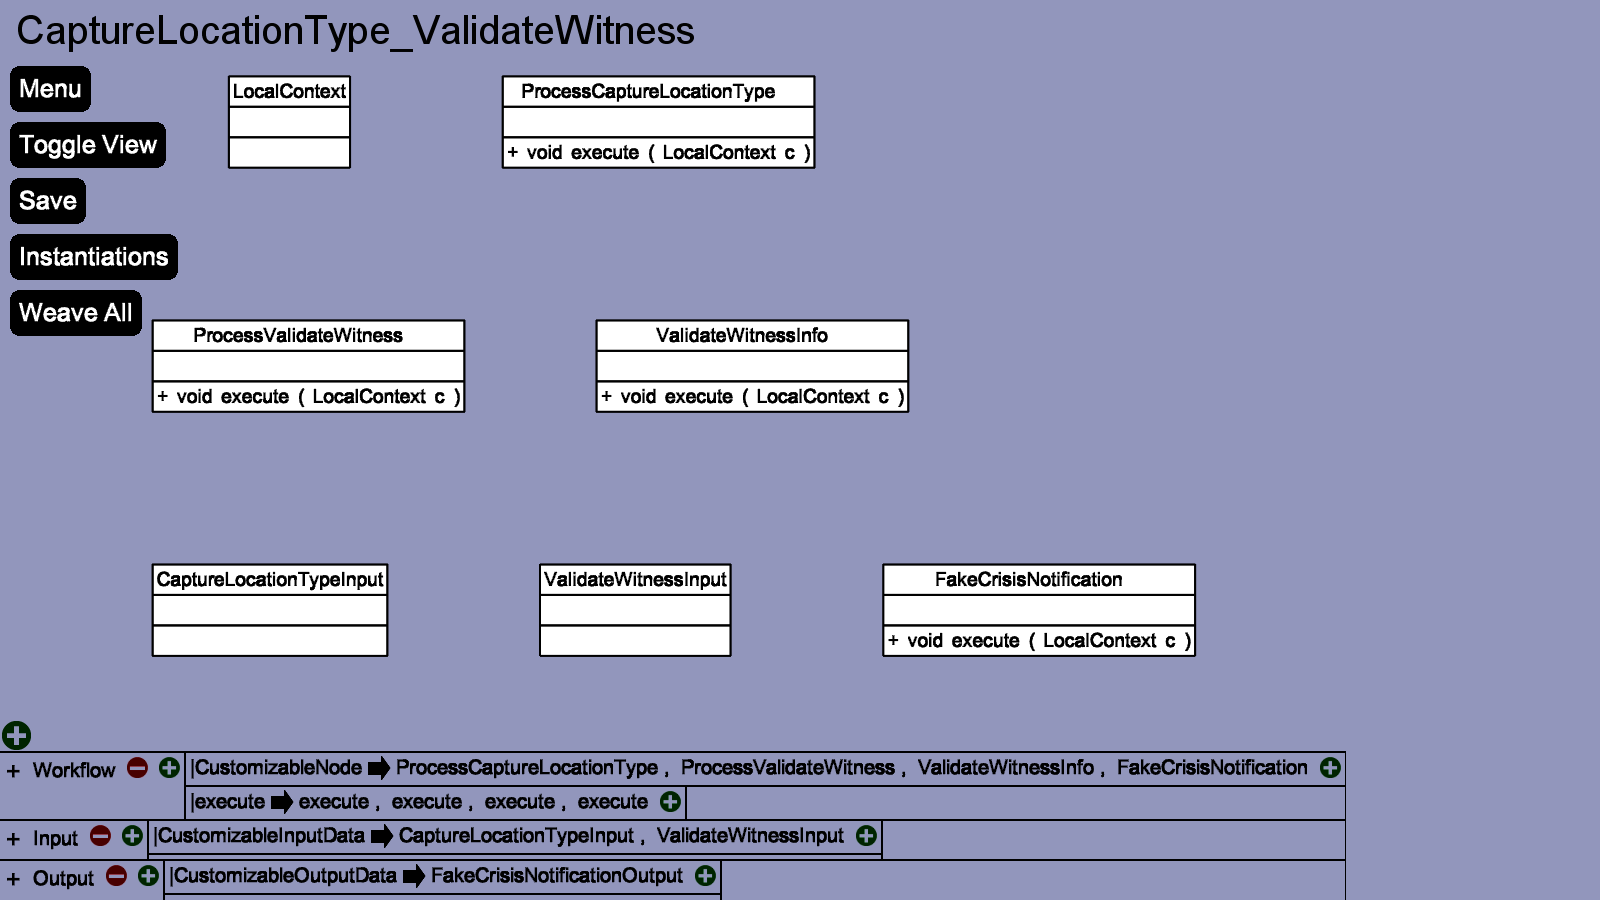 CaptureLocationType_ValidateWitness
Menu
Toggle View
Save
Instantiations
Weave All
LocalContext
ProcessCaptureLocationType
+ void execute ( LocalContext c )
ProcessValidateWitness
+ void execute ( LocalContext c )
ValidateWitnessInfo
+ void execute ( LocalContext c )
CaptureLocationTypeInput
ValidateWitnessInput
FakeCrisisNotification
+ void execute ( LocalContext c )
+ Workflow |CustomizableNode ➡ ProcessCaptureLocationType , ProcessValidateWitness , ValidateWitnessInfo , FakeCrisisNotification
|execute ➡ execute , execute , execute , execute
+ Input |CustomizableInputData ➡ CaptureLocationTypeInput , ValidateWitnessInput
+ Output |CustomizableOutputData ➡ FakeCrisisNotificationOutput